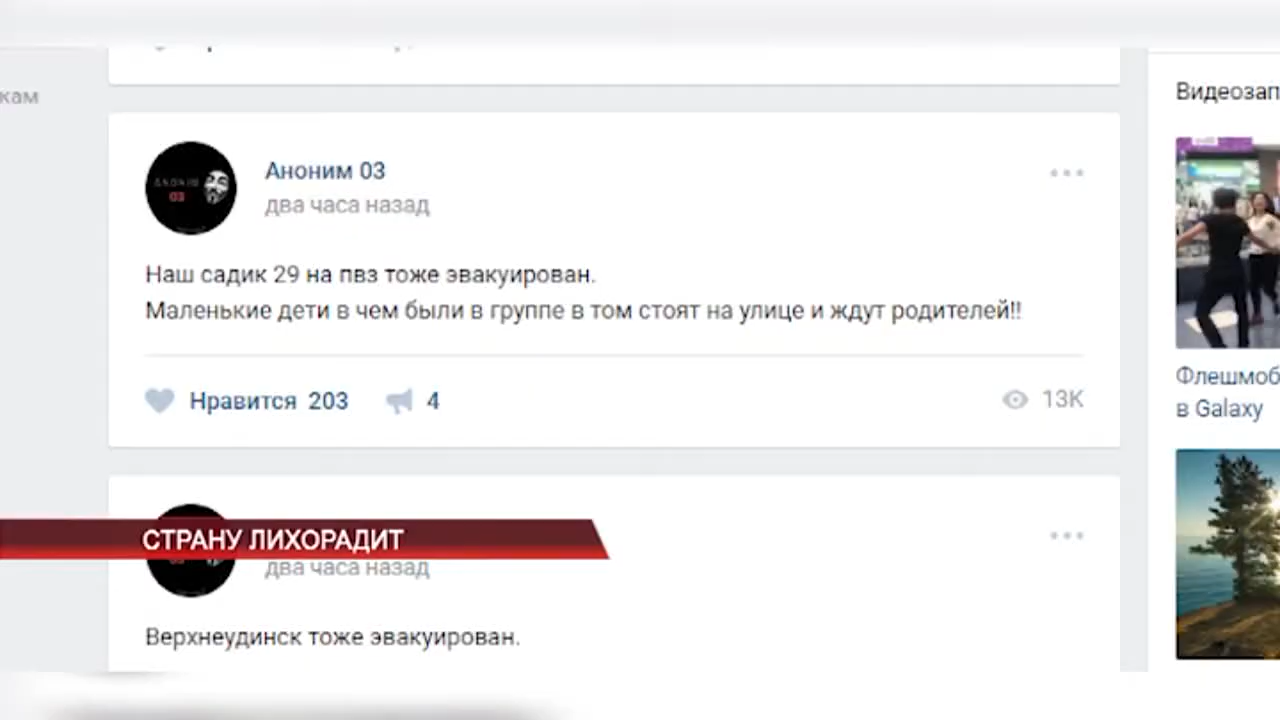 кам
Видеозап
Аноним 03
два часа назад
Наш садик 29 на пвз тоже эвакуирован.
Маленькие дети в чем были в группе в том стоят на улице и ждут родителей!!
Нравится 203
4
13K
Флешмоб
в Galaxy
СТРАНУ ЛИХОРАДИТ
два часа назад
Верхнеудинск тоже эвакуирован.